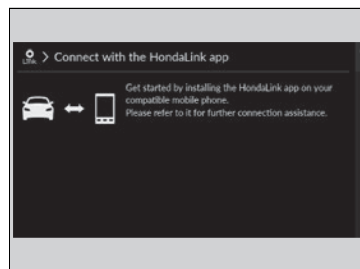 LINK > Connect with the HondaLink app
Get started by installing the HondaLink app on your
compatible mobile phone.
Please refer to it for further connection assistance.